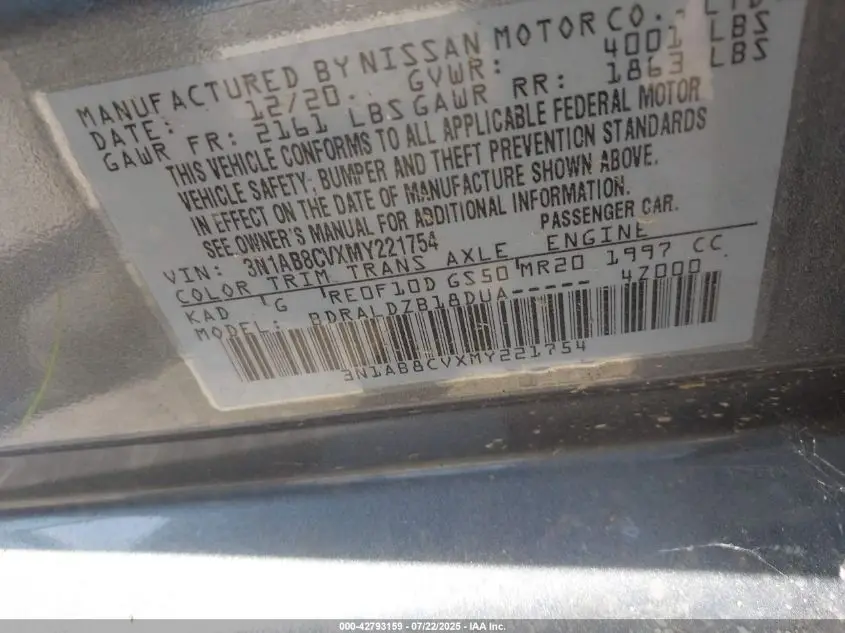 MANUFACTURED BY NISSAN MOTOR CO., LTD.
DATE: 12/20 GVWR: 4001 LBS
GAWR FR: 2161 LBS GAWR RR: 1863 LBS
THIS VEHICLE CONFORMS TO ALL APPLICABLE FEDERAL MOTOR
VEHICLE SAFETY, BUMPER AND THEFT PREVENTION STANDARDS
IN EFFECT ON THE DATE OF MANUFACTURE SHOWN ABOVE.
SEE OWNER'S MANUAL FOR ADDITIONAL INFORMATION.
VIN: 3N1AB8CVXMY221754 PASSENGER CAR.
COLOR TRIM TRANS AXLE ENGINE
KAD G RE0F10D GS50 MR20 1997 CC
MODEL: BDRALDZB18DUA----- 4Z000
3N1AB8CVXMY221754
000-42793159 - 07/22/2025 - IAA Inc.